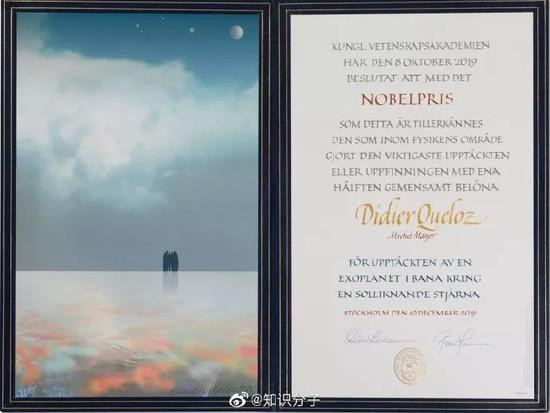 KUNGL. VETENSKAPSAKADEMIEN
HAR DEN 8 OKTOBER 2019
BESLUTAT ATT MED DET
NOBELPRIS
SOM DETTA ÅR TILLERKÄNNES
DEN SOM INOM FYSIKENS OMRÅDE
GJORT DEN VIKTIGASTE UPPTÄCKTEN
ELLER UPPFINNINGEN MED ENA
HÄLFTEN GEMENSAMT BELÖNA
Didier Queloz
Michel Mayor
FÖR UPPTÄCKTEN AV EN
EXOPLANET I BANA KRING
EN SOLLIKNANDE STJÄRNA
STOCKHOLM DEN 10 DECEMBER 2019
@知识分子